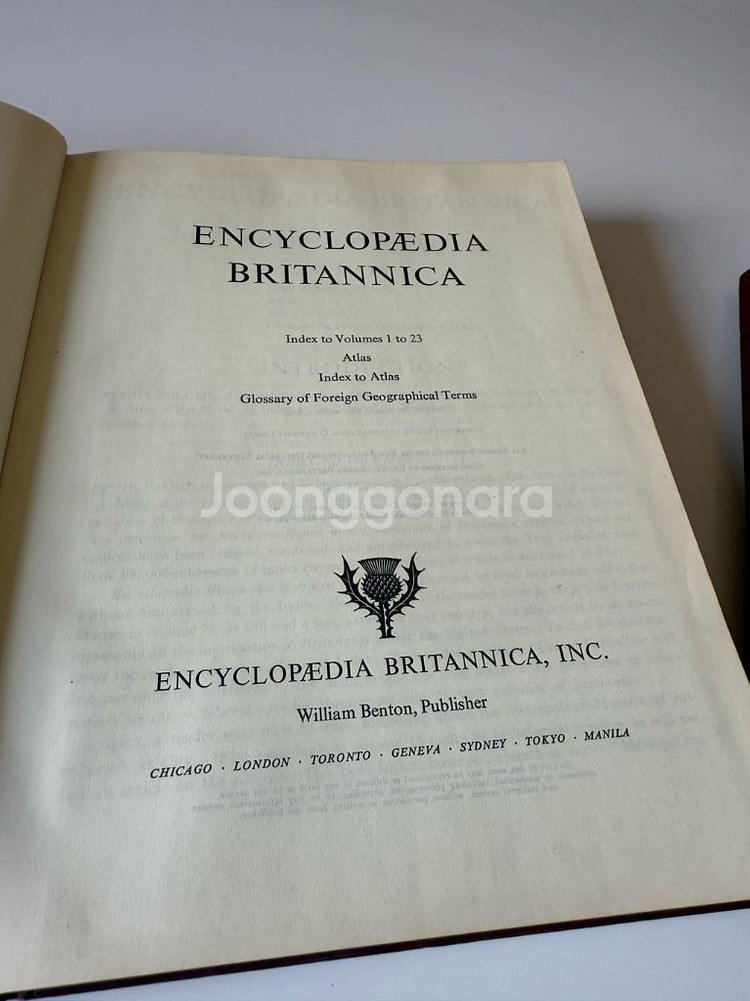 ENCYCLOPÆDIA
BRITANNICA
Index to Volumes 1 to 23
Atlas
Index to Atlas
Glossary of Foreign Geographical Terms
Joonggonara
ENCYCLOPÆDIA BRITANNICA, INC.
William Benton, Publisher
CHICAGO · LONDON · TORONTO · GENEVA · SYDNEY · TOKYO · MANILA